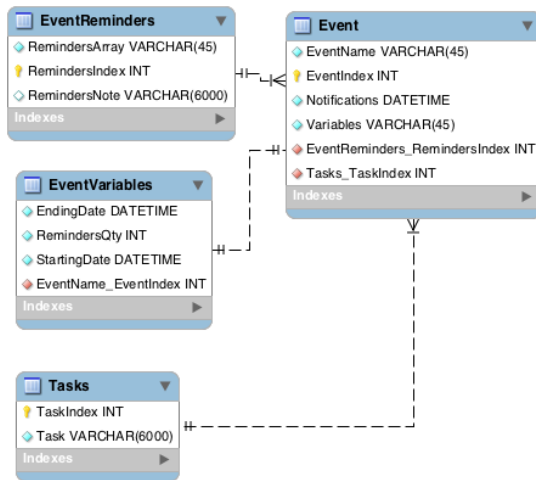 EventReminders
RemindersArray VARCHAR(45)
RemindersIndex INT
RemindersNote VARCHAR(6000)
Indexes
Event
EventName VARCHAR(45)
EventIndex INT
Notifications DATETIME
Variables VARCHAR(45)
EventReminders_RemindersIndex INT
Tasks_TaskIndex INT
Indexes
EventVariables
EndingDate DATETIME
RemindersQty INT
StartingDate DATETIME
EventName_EventIndex INT
Indexes
Tasks
TaskIndex INT
Task VARCHAR(6000)
Indexes